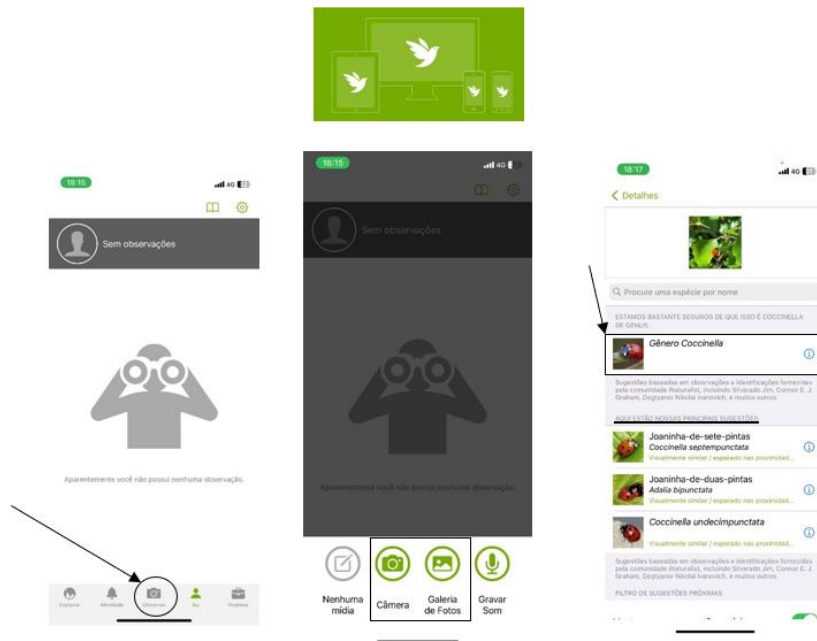 18:15
4G
Sem observações
Aparentemente você não possui nenhuma observação.
Explorar
Atividade
Observar
Eu
Projetos
18:15
4G
Sem observações
Aparentemente você não possui nenhuma observação.
Nenhuma mídia
Câmera
Galeria de Fotos
Gravar Som
18:17
4G
Detalhes
Procure uma espécie por nome
ESTAMOS BASTANTE SEGUROS DE QUE ISSO É COCCINELLA
DE GENUS.
Gênero Coccinella
Sugestões baseadas em observações e identificações fornecidas
pela comunidade iNaturalist, incluindo Silverado Jim, Connor E. J.
Graham, Degtyarev Nikolai Ivanovich, e muitos outros.
AQUI ESTÃO NOSSAS PRINCIPAIS SUGESTÕES:
Joaninha-de-sete-pintas
Coccinella septempunctata
Visualmente similar / esperado nas proximidad...
Joaninha-de-duas-pintas
Adalia bipunctata
Visualmente similar / esperado nas proximidad...
Coccinella undecimpunctata
Visualmente similar / esperado nas proximidad...
Sugestões baseadas em observações e identificações fornecidas
pela comunidade iNaturalist, incluindo Silverado Jim, Connor E. J.
Graham, Degtyarev Nikolai Ivanovich, e muitos outros.
FILTRO DE SUGESTÕES PRÓXIMAS